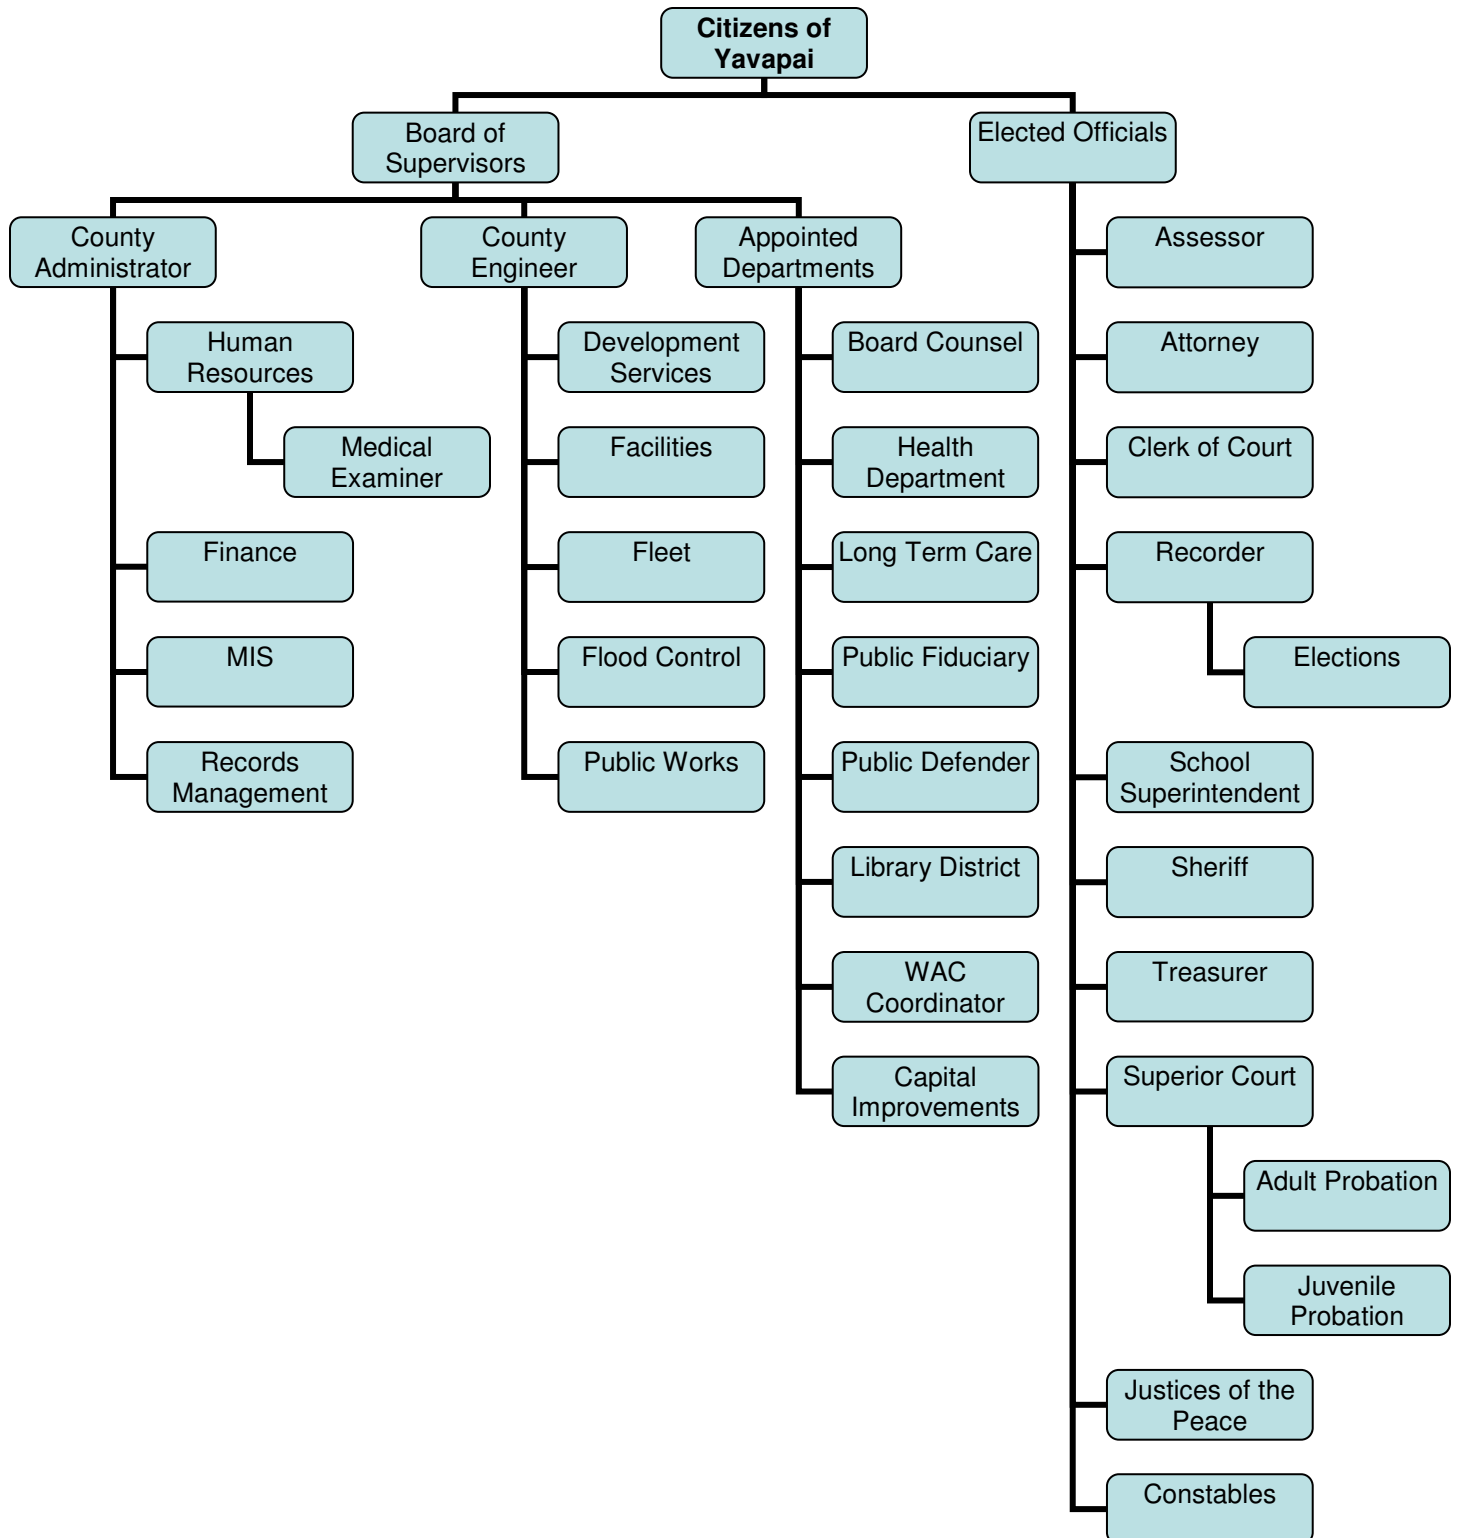 Citizens of
Yavapai
Board of
Supervisors
Elected Officials
County
Administrator
County
Engineer
Appointed
Departments
Assessor
Human
Resources
Development
Services
Board Counsel
Attorney
Medical
Examiner
Facilities
Health
Department
Clerk of Court
Finance
Fleet
Long Term Care
Recorder
MIS
Flood Control
Public Fiduciary
Elections
Records
Management
Public Works
Public Defender
School
Superintendent
Library District
Sheriff
WAC
Coordinator
Treasurer
Capital
Improvements
Superior Court
Adult Probation
Juvenile
Probation
Justices of the
Peace
Constables